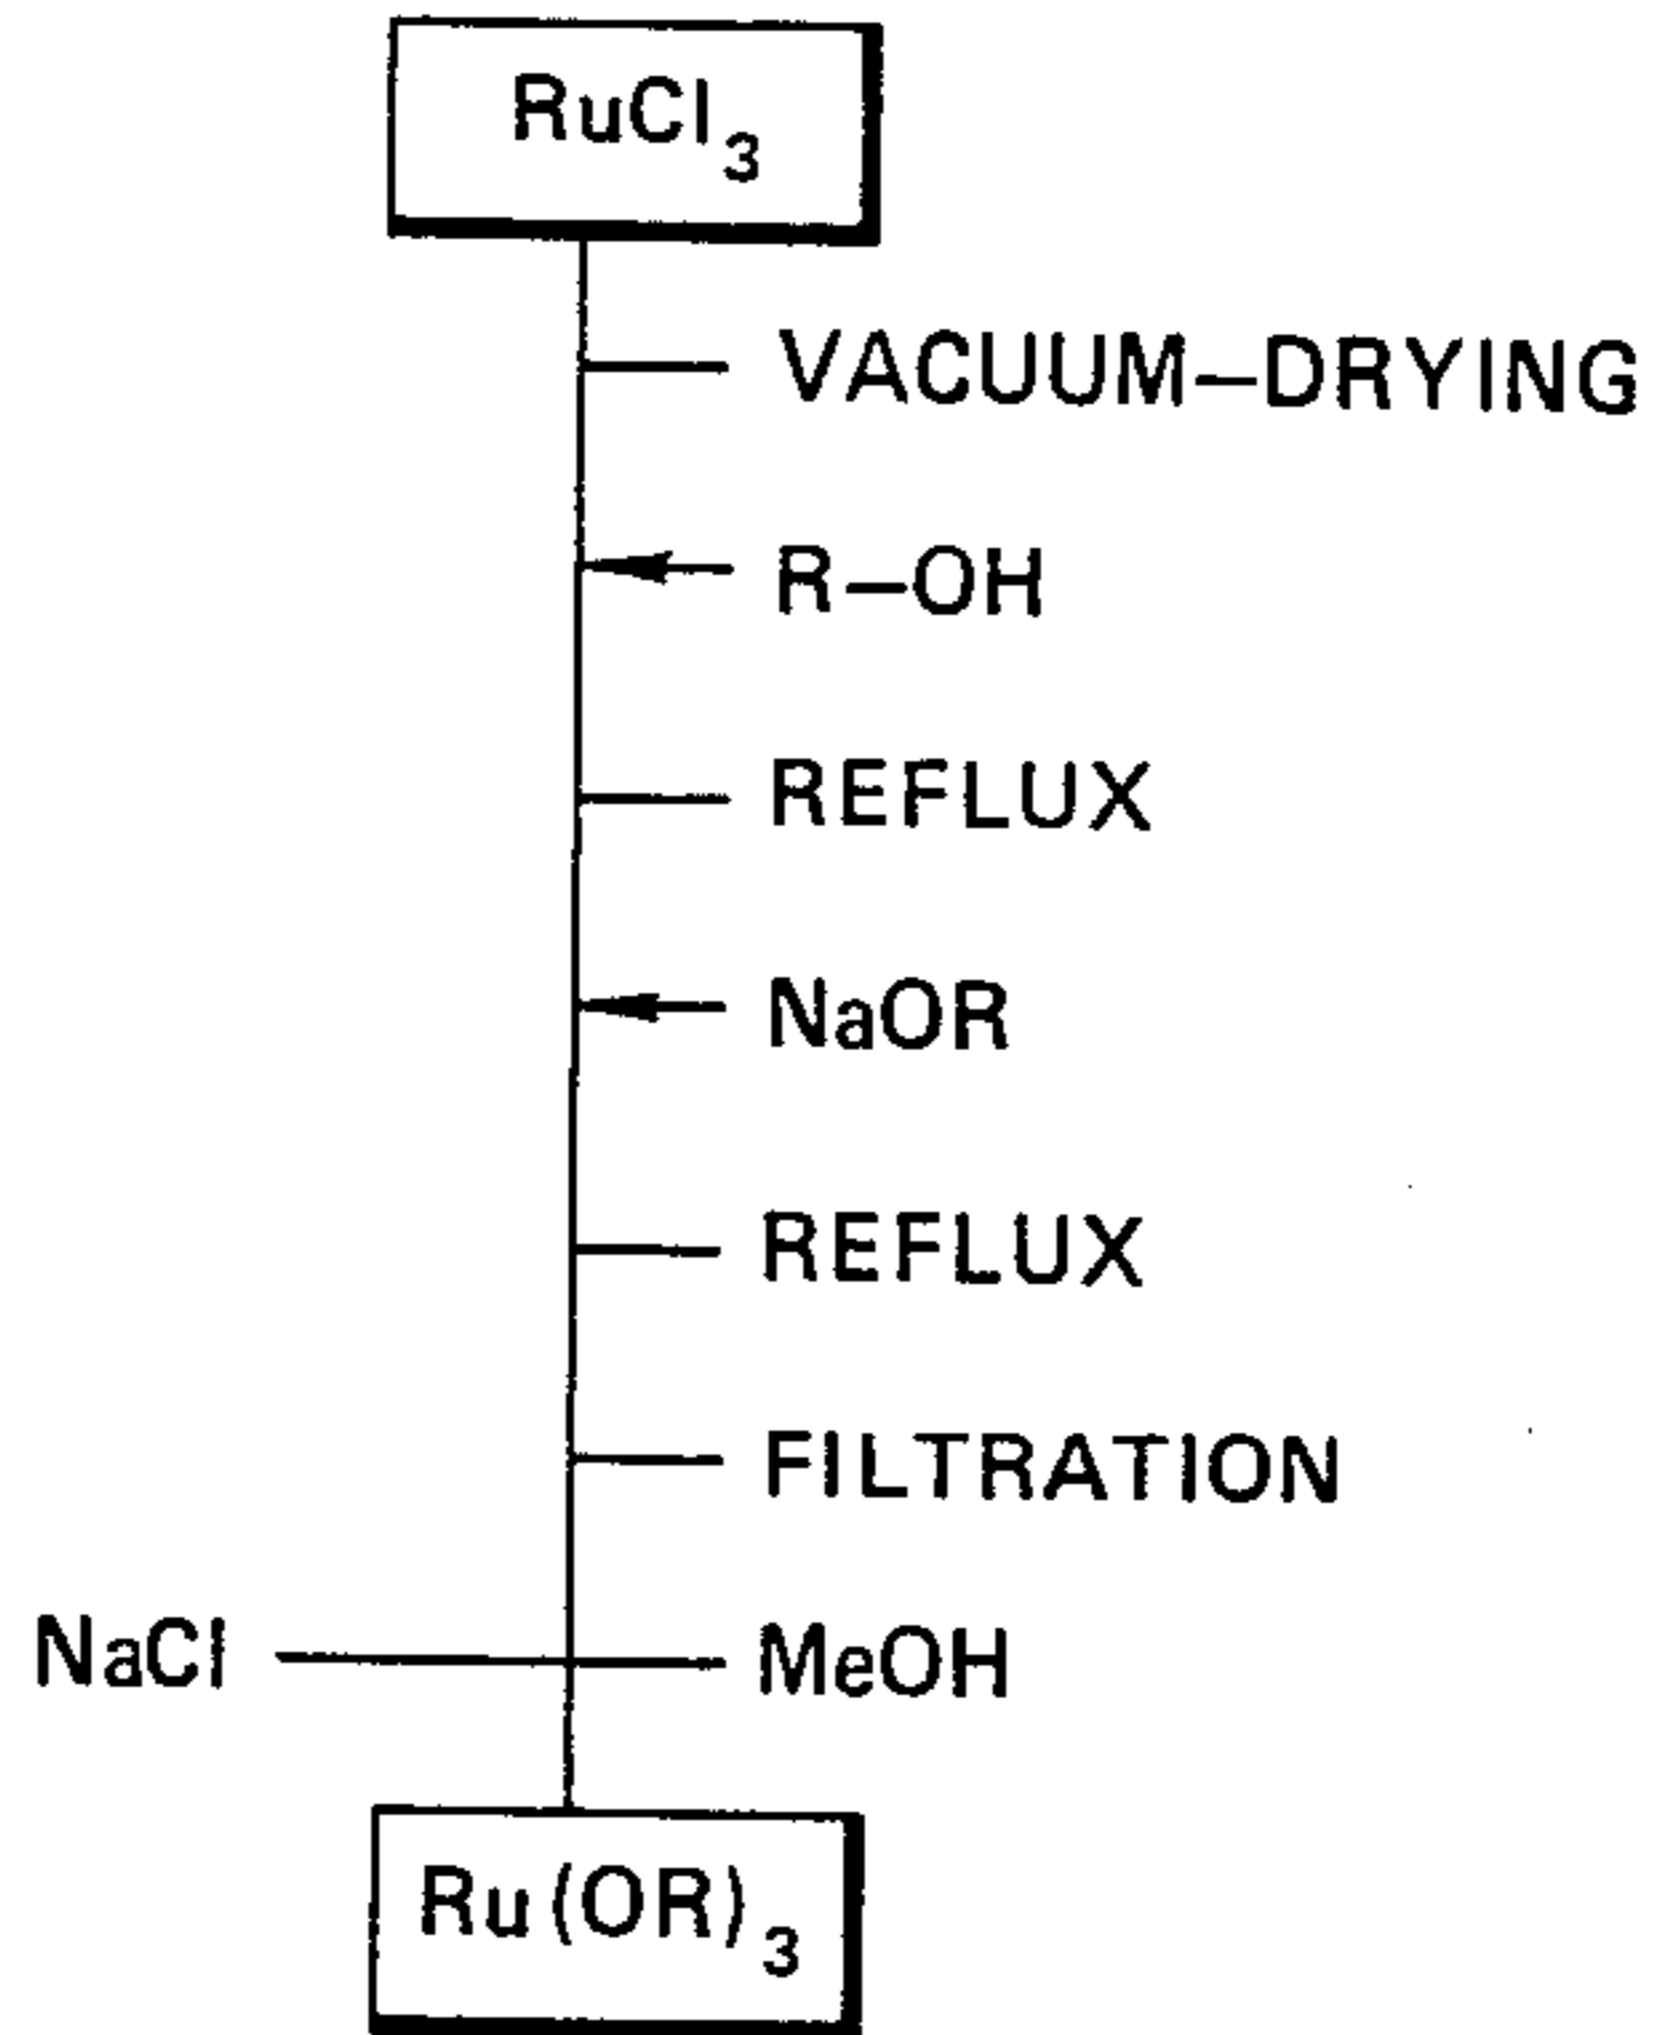 RuCl3
VACUUM–DRYING
R–OH
REFLUX
NaOR
REFLUX
FILTRATION
NaCl MeOH
Ru(OR)3